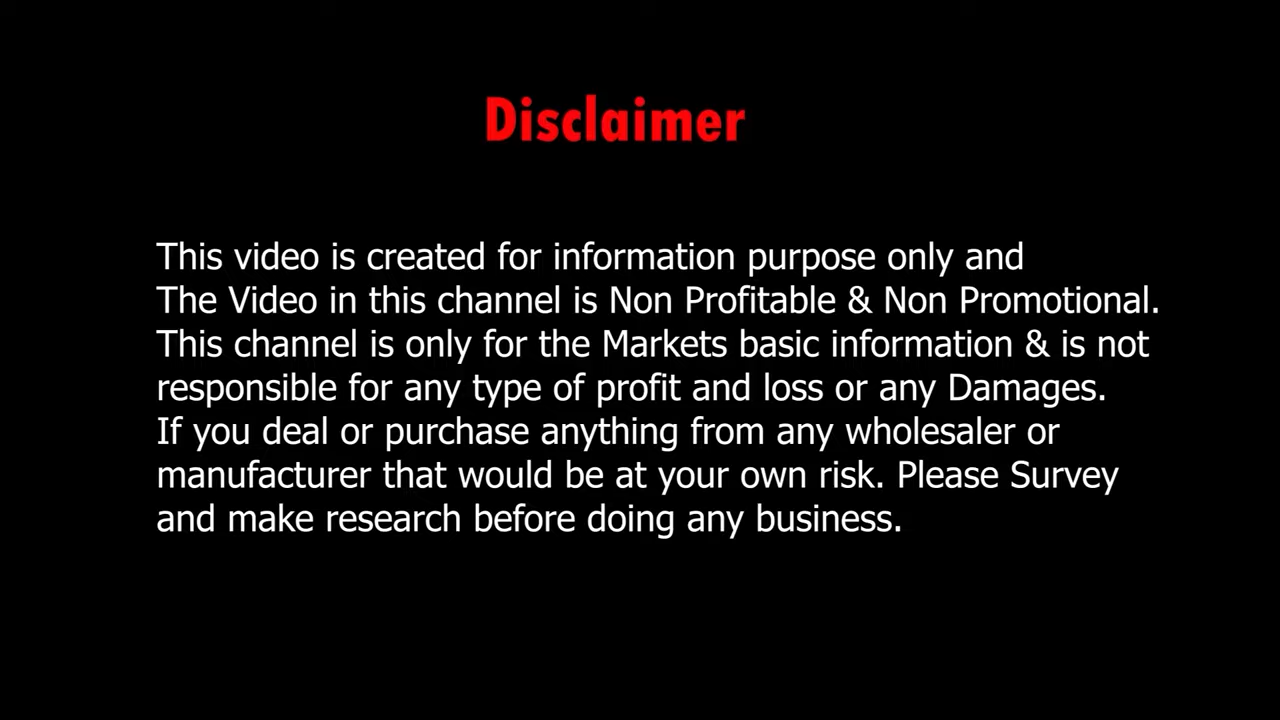 Disclaimer
This video is created for information purpose only and
The Video in this channel is Non Profitable & Non Promotional.
This channel is only for the Markets basic information & is not
responsible for any type of profit and loss or any Damages.
If you deal or purchase anything from any wholesaler or
manufacturer that would be at your own risk. Please Survey
and make research before doing any business.